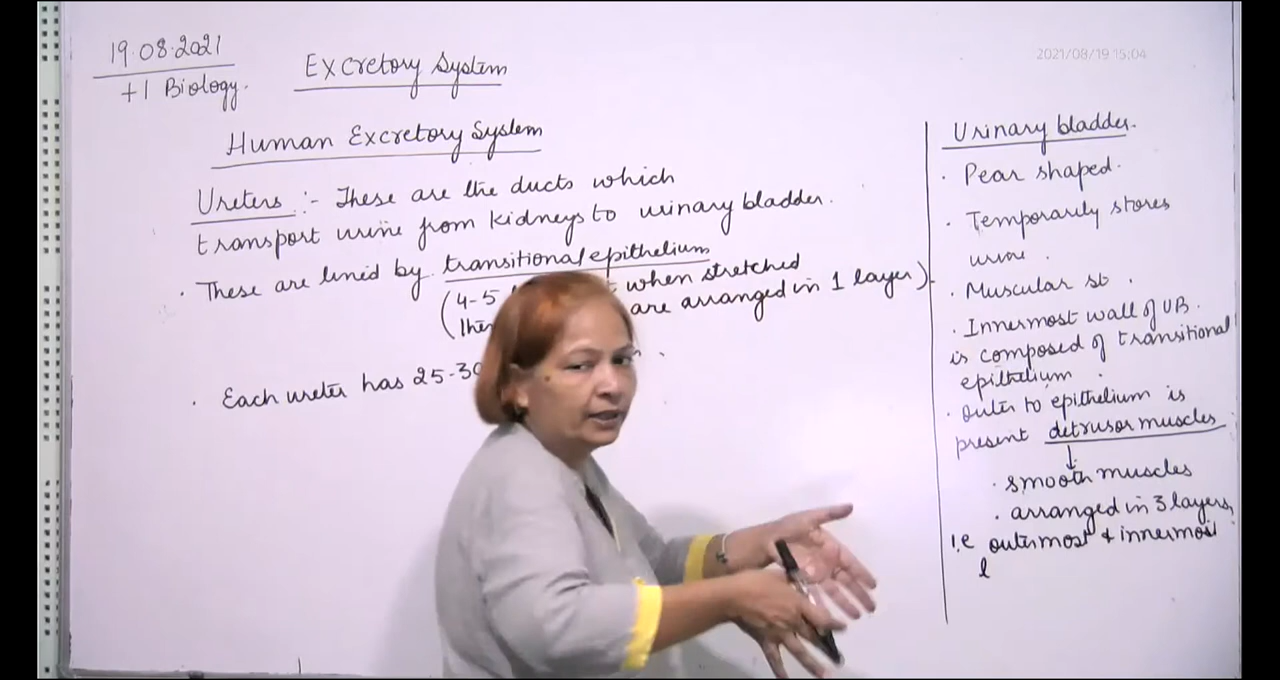 19.08.2021
+1 Biology.
Excretory System
2021/08/19 15:04
Human Excretory System
Ureters :- These are the ducts which
transport urine from kidneys to urinary bladder.
. These are lined by transitional epithelium
(4-5 when stretched
are arranged in 1 layer).
. Each ureter has 25-30
Urinary bladder.
. Pear shaped.
. Temporarily stores
urine.
. Muscular st.
. Innermost wall of UB.
is composed of transitional
epithelium.
. outer to epithelium is
present detrusor muscles
↓
. smooth muscles
. arranged in 3 layers,
i.e outermost & innermost
l